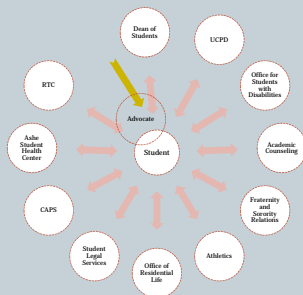 Dean of
Students
UCPD
Office for
Students
with
Disabilities
RTC
Advocate
Ashe
Student
Health
Center
Student
Academic
Counseling
CAPS
Fraternity
and
Sorority
Relations
Student
Legal
Services
Office of
Residential
Life
Athletics